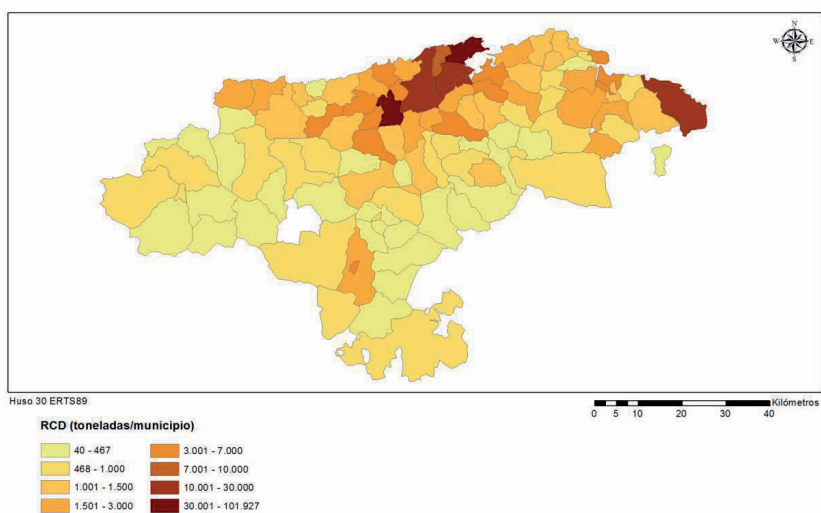 N
W E
S
Huso 30 ERTS89
Kilómetros
0 5 10 20 30 40
RCD (toneladas/municipio)
40 - 467
468 - 1.000
1.001 - 1.500
1.501 - 3.000
3.001 - 7.000
7.001 - 10.000
10.001 - 30.000
30.001 - 101.927